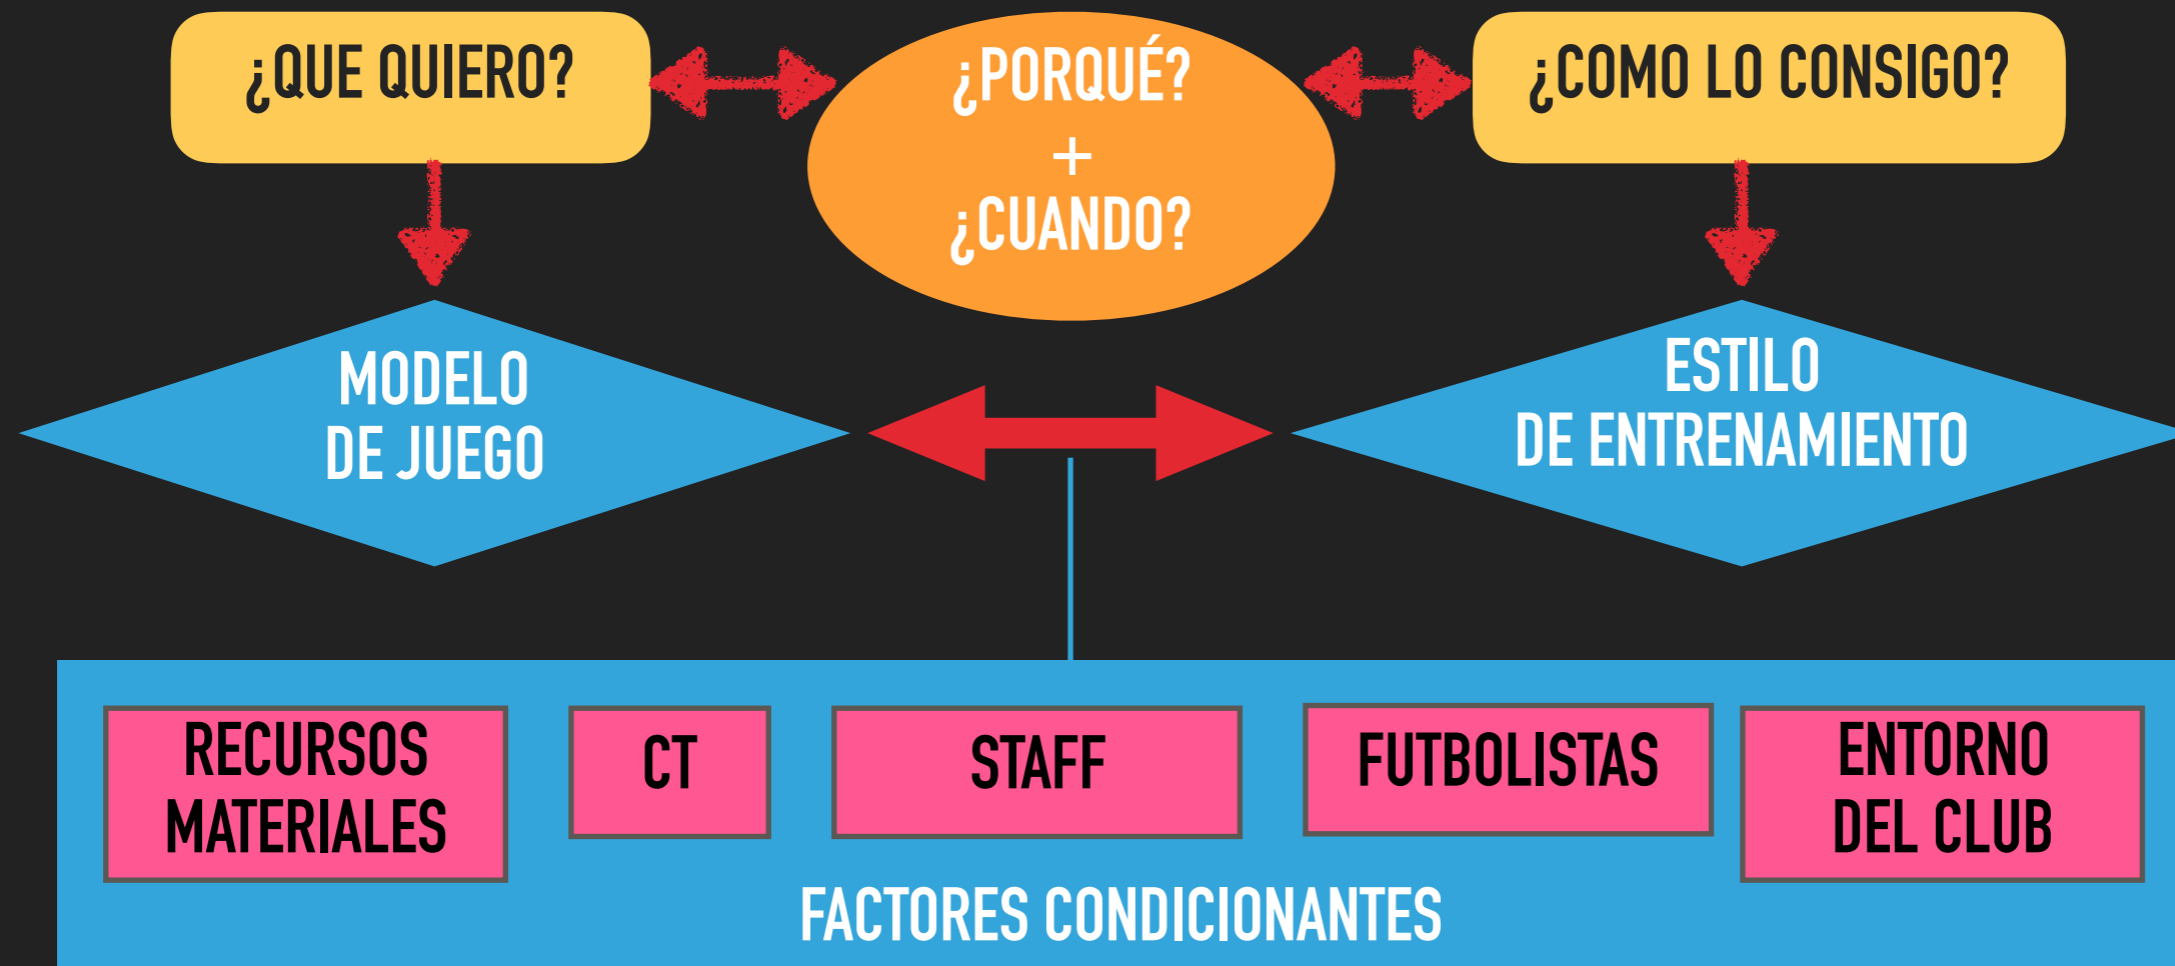 ¿QUE QUIERO?
¿PORQUÉ?
+
¿CUANDO?
¿COMO LO CONSIGO?
MODELO
DE JUEGO
ESTILO
DE ENTRENAMIENTO
RECURSOS
MATERIALES
CT
STAFF
FUTBOLISTAS
ENTORNO
DEL CLUB
FACTORES CONDICIONANTES